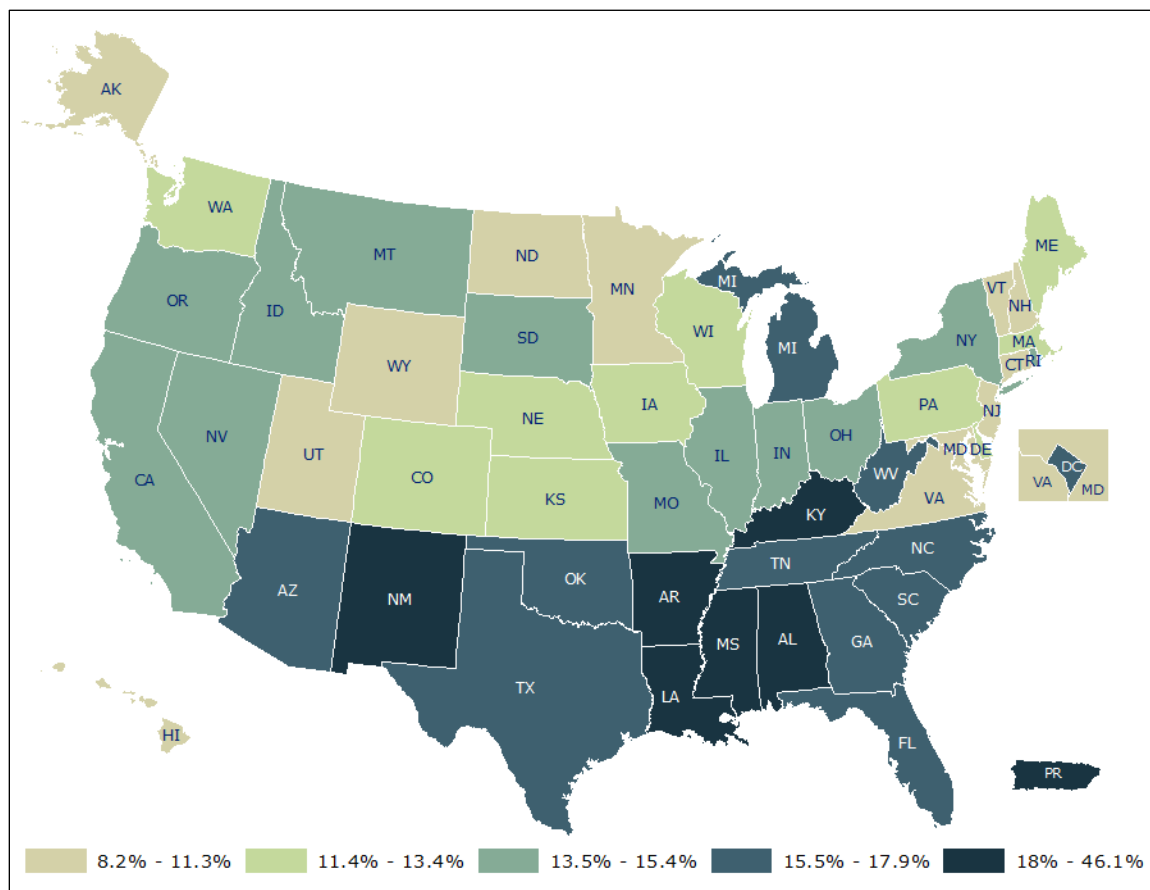 AK
WA
ME
MT
ND
VT
MN
NH
MI
OR
ID
SD
WI
NY
MA
MI
CT RI
WY
PA
IA
NE
NJ
NV
OH
UT
IL
IN
MD DE
CA
CO
WV
DC
VA
MD
KS
MO
VA
KY
NC
TN
OK
AZ
NM
AR
SC
MS
AL
GA
TX
LA
HI
FL
PR
8.2% - 11.3% 11.4% - 13.4% 13.5% - 15.4% 15.5% - 17.9% 18% - 46.1%